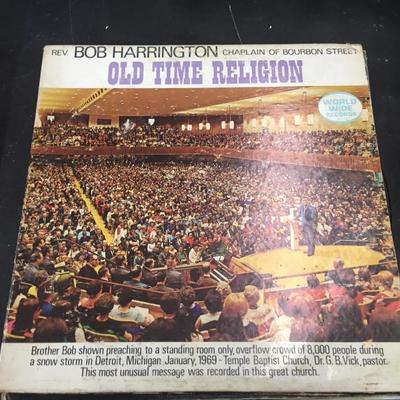 REV. BOB HARRINGTON CHAPLAIN OF BOURBON STREET
OLD TIME RELIGION
WORLD
WIDE
RECORDS
Brother Bob shown preaching to a standing room only, overflow crowd of 8,000 people during
a snow storm in Detroit, Michigan January, 1969 - Temple Baptist Church, Dr. G. B. Vick, pastor.
This most unusual message was recorded in this great church.